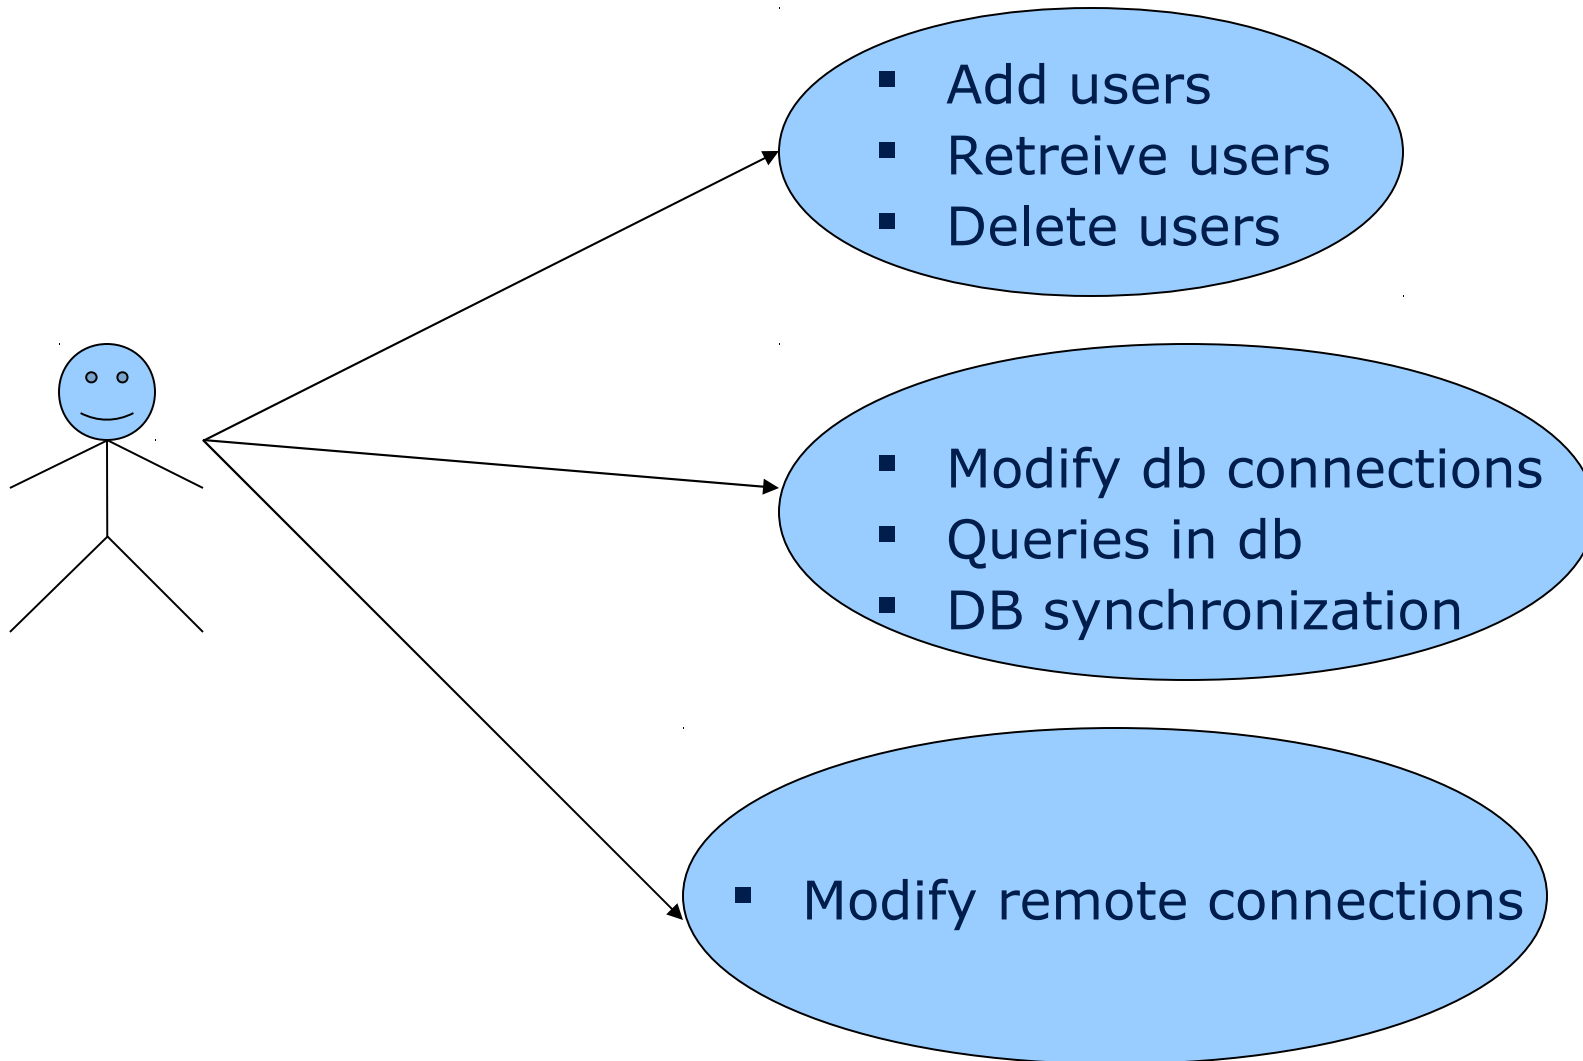 ▪ Add users
▪ Retreive users
▪ Delete users
▪ Modify db connections
▪ Queries in db
▪ DB synchronization
▪ Modify remote connections